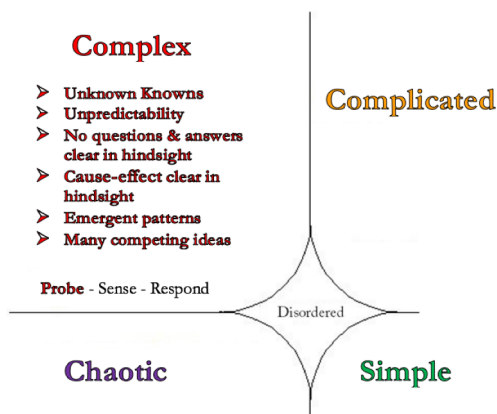 Complex
Unknown Knowns
Unpredictability
No questions & answers
clear in hindsight
Cause-effect clear in
hindsight
Emergent patterns
Many competing ideas
Probe - Sense - Respond
Complicated
Disordered
Chaotic
Simple